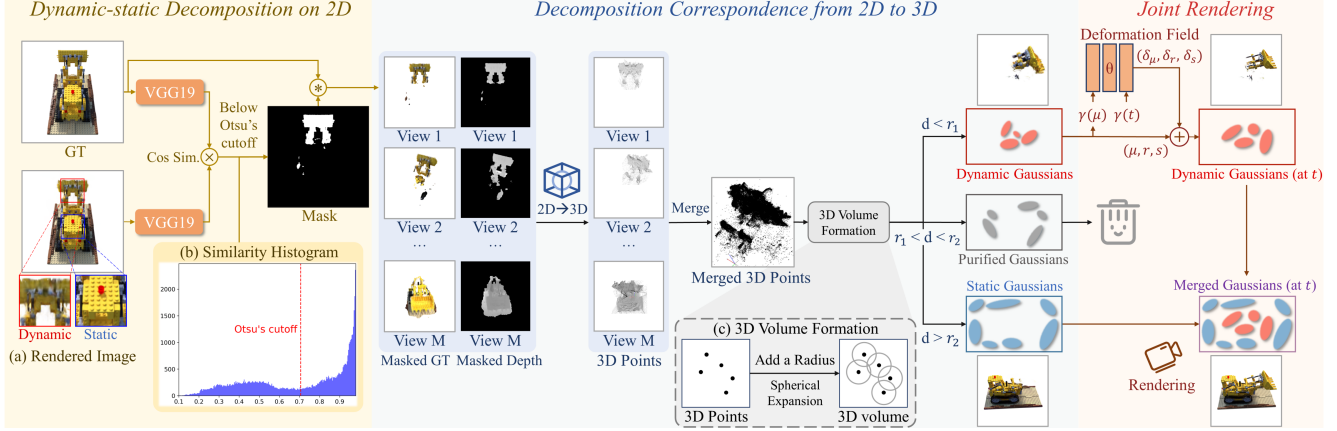 Dynamic-static Decomposition on 2D
Decomposition Correspondence from 2D to 3D
Joint Rendering
GT
VGG19
Cos Sim.
Below
Otsu's
cutoff
VGG19
Mask
Dynamic
Static
(a) Rendered Image
(b) Similarity Histogram
Otsu's cutoff
2000
1500
1000
500
0
0.1
0.2
0.3
0.4
0.5
0.6
0.7
0.8
0.9
View 1
View 1
View 2
View 2
...
...
View M
View M
Masked GT
Masked Depth
2D→3D
View 1
View 2
...
View M
3D Points
Merge
Merged 3D Points
3D Volume
Formation
(c) 3D Volume Formation
Add a Radius
Spherical
Expansion
3D Points
3D volume
d < r₁
r₁ < d < r₂
d > r₂
Dynamic Gaussians
Purified Gaussians
Static Gaussians
Deformation Field
θ
(δμ, δr, δs)
γ(μ)
γ(t)
(μ, r, s)
Dynamic Gaussians (at t)
Merged Gaussians (at t)
Rendering